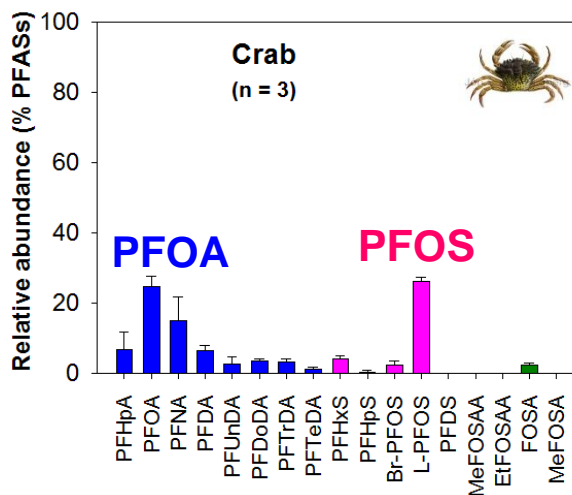 Relative abundance (% PFASs)
100
80
60
40
20
0
Crab
(n = 3)
PFOA
PFOS
PFHpA
PFOA
PFNA
PFDA
PFUnDA
PFDoDA
PFTrDA
PFTeDA
PFHxS
PFHpS
Br-PFOS
L-PFOS
PFDS
MeFOSAA
EtFOSAA
FOSA
MeFOSA